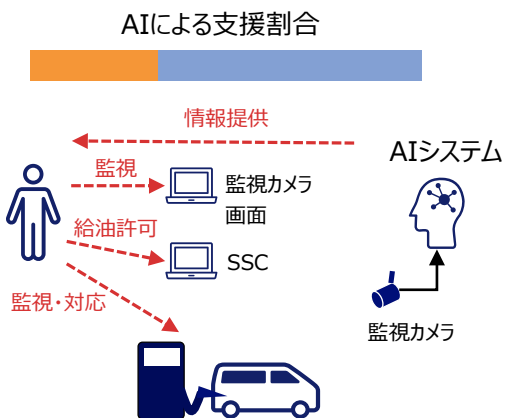 AIによる支援割合
情報提供
AIシステム
監視
監視カメラ
画面
給油許可
SSC
監視・対応
監視カメラ